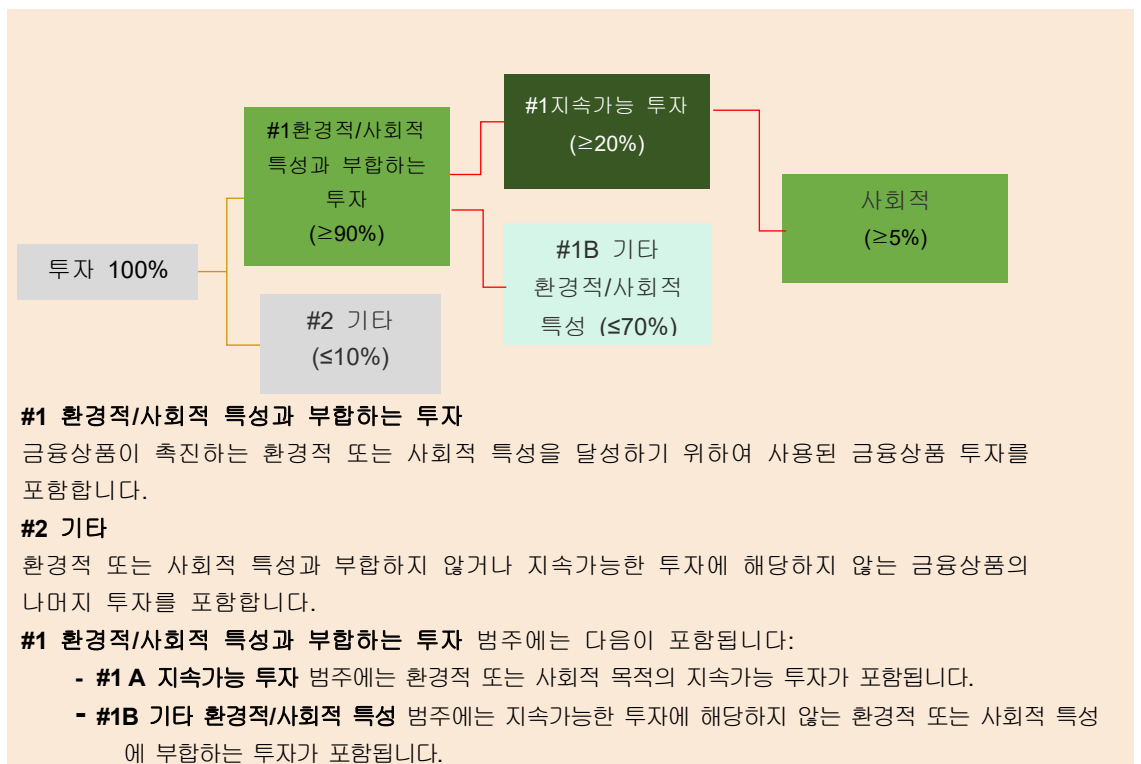 투자 100%
#1환경적/사회적
특성과 부합하는
투자
(≥90%)
#2 기타
(≤10%)
#1지속가능 투자
(≥20%)
#1B 기타
환경적/사회적
특성 (≤70%)
사회적
(≥5%)
#1 환경적/사회적 특성과 부합하는 투자
금융상품이 촉진하는 환경적 또는 사회적 특성을 달성하기 위하여 사용된 금융상품 투자를
포함합니다.
#2 기타
환경적 또는 사회적 특성과 부합하지 않거나 지속가능한 투자에 해당하지 않는 금융상품의
나머지 투자를 포함합니다.
#1 환경적/사회적 특성과 부합하는 투자 범주에는 다음이 포함됩니다:
- #1 A 지속가능 투자 범주에는 환경적 또는 사회적 목적의 지속가능 투자가 포함됩니다.
- #1B 기타 환경적/사회적 특성 범주에는 지속가능한 투자에 해당하지 않는 환경적 또는 사회적 특성
에 부합하는 투자가 포함됩니다.